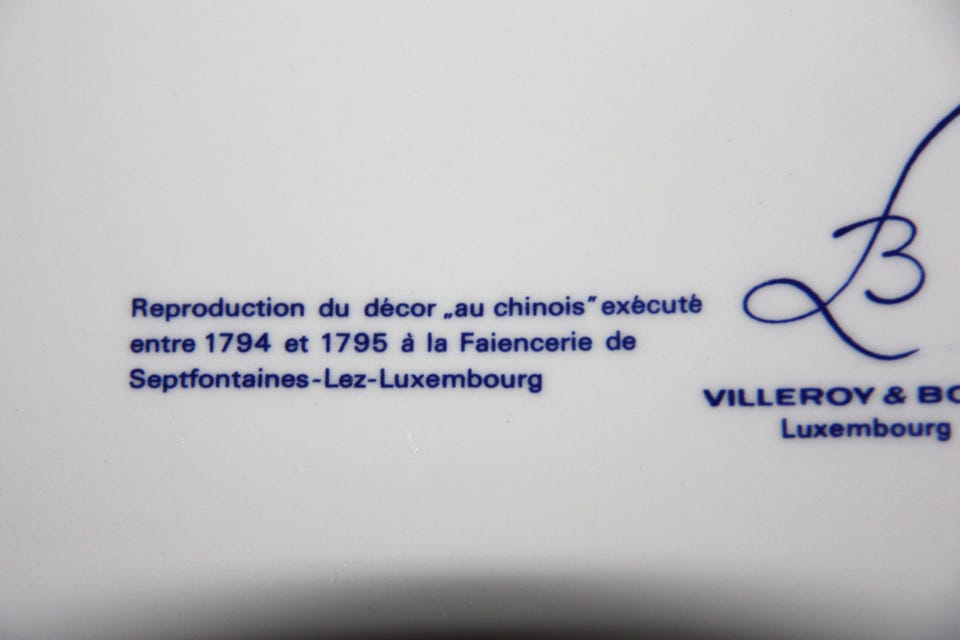 Reproduction du décor „au chinois" exécuté
entre 1794 et 1795 à la Faiencerie de
Septfontaines-Lez-Luxembourg
B
VILLEROY & BO
Luxembourg